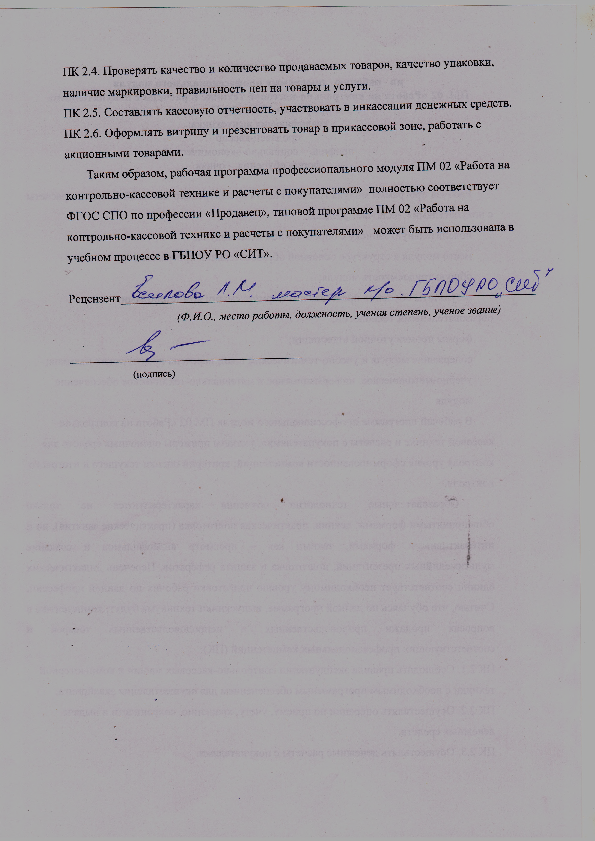 ПК 2.4. Проверять качество и количество продаваемых товаров, качество упаковки,
наличие маркировки, правильность цен на товары и услуги.
ПК 2.5. Составлять кассовую отчетность, участвовать в инкассации денежных средств.
ПК 2.6. Оформлять витрину и презентовать товар в прикассовой зоне, работать с
акционными товарами.
Таким образом, рабочая программа профессионального модуля ПМ 02 «Работа на
контрольно-кассовой технике и расчеты с покупателями» полностью соответствует
ФГОС СПО по профессии «Продавец», типовой программе ПМ 02 «Работа на
контрольно-кассовой технике и расчеты с покупателями» может быть использована в
учебном процессе в ГБПОУ РО «СИТ».
Рецензент Л.М. мастер п/о ГБПОУ РО
(Ф.И.О., место работы, должность, ученая степень, ученое звание)
(подпись)